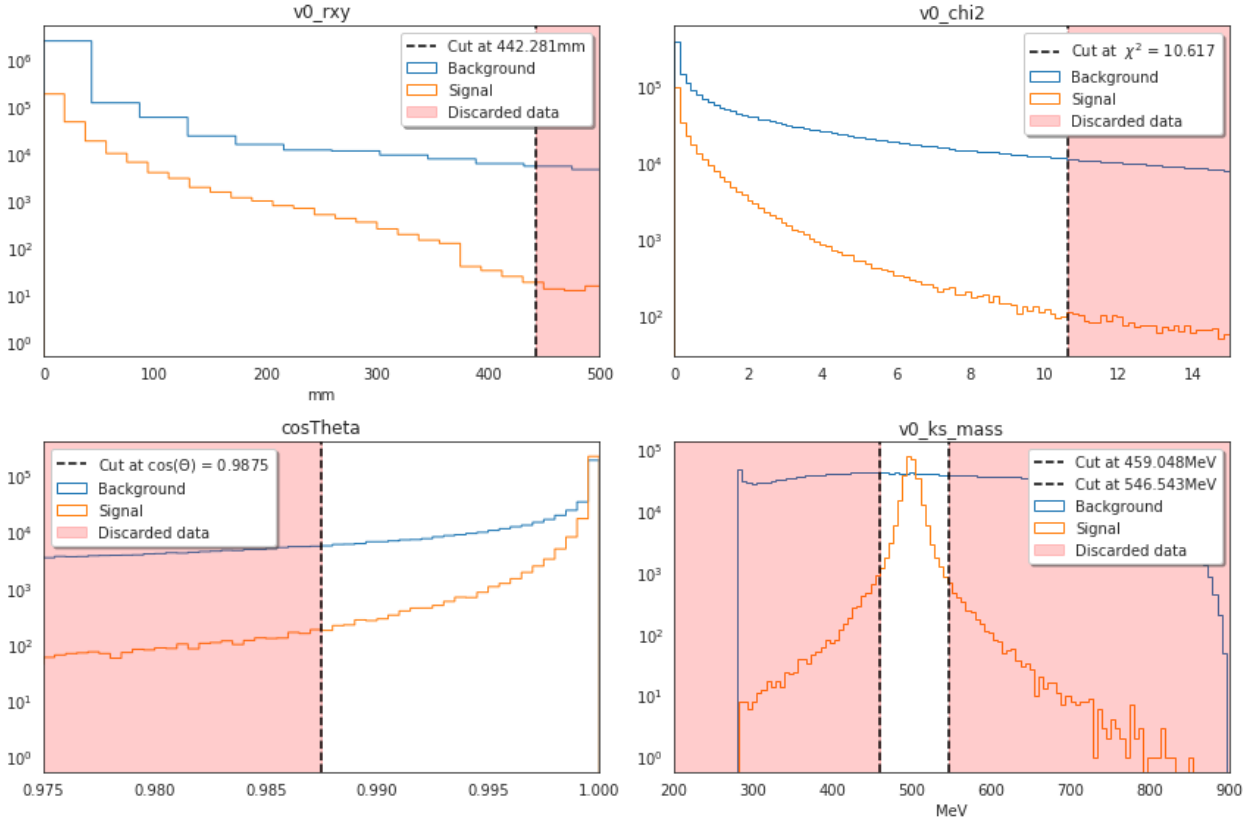 v0_rxy
10⁶
10⁵
10⁴
10³
10²
10¹
10⁰
Cut at 442.281mm
Background
Signal
Discarded data
0 100 200 300 400 500
mm
v0_chi2
10⁵
10⁴
10³
10²
Cut at χ² = 10.617
Background
Signal
Discarded data
0 2 4 6 8 10 12 14
cosTheta
10⁵
10⁴
10³
10²
10¹
10⁰
Cut at cos(Θ) = 0.9875
Background
Signal
Discarded data
0.975 0.980 0.985 0.990 0.995 1.000
v0_ks_mass
10⁵
10⁴
10³
10²
10¹
10⁰
Cut at 459.048MeV
Cut at 546.543MeV
Background
Signal
Discarded data
200 300 400 500 600 700 800 900
MeV